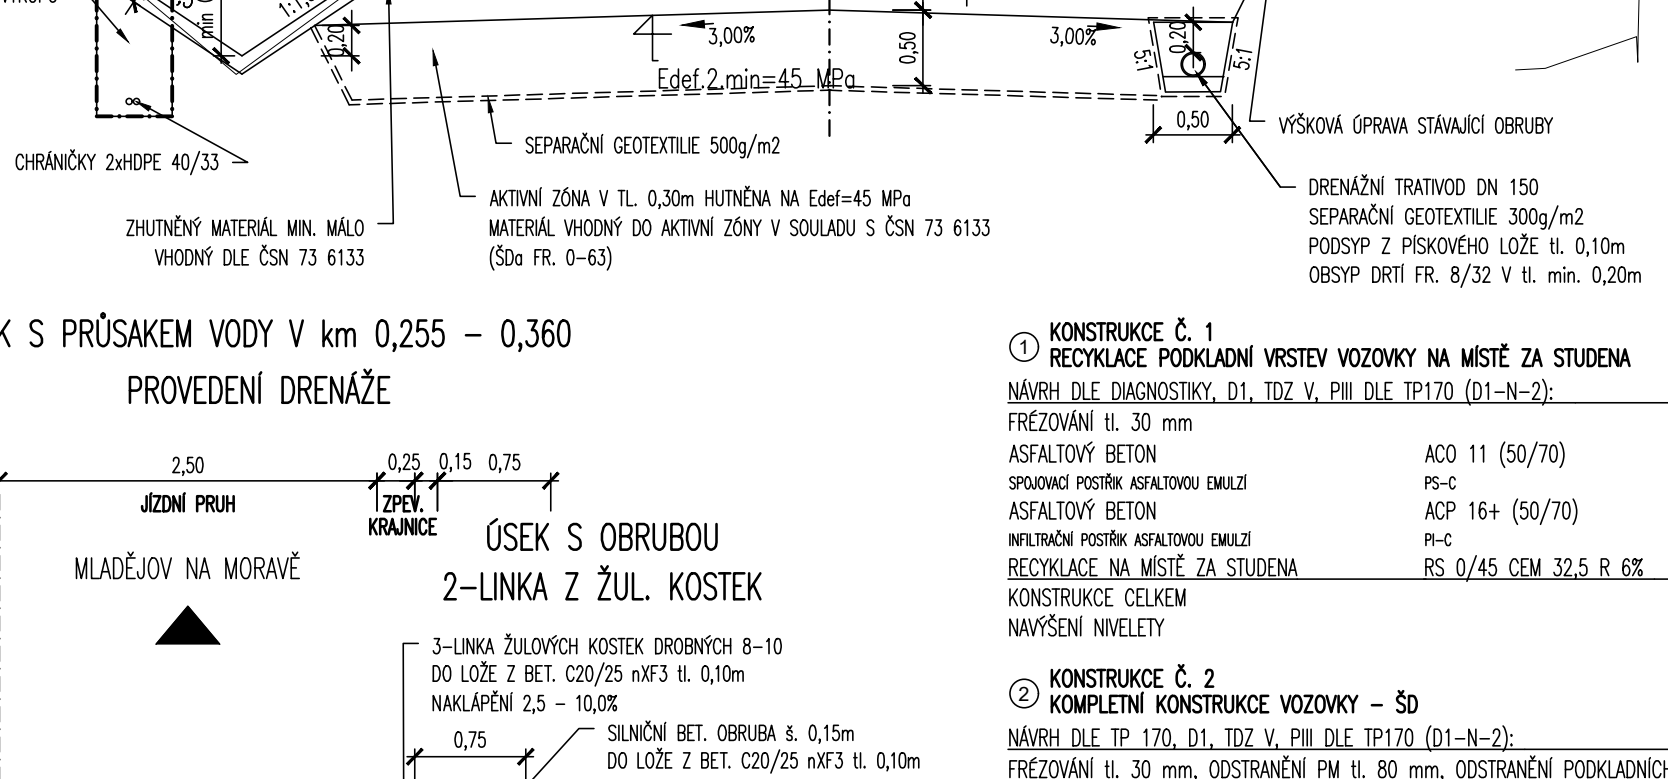 min
0,20
3,00%
Edef.2.min=45 MPa
0,50
3,00%
5:1
0,20
5:1
0,50
CHRÁNIČKY 2xHDPE 40/33
SEPARAČNÍ GEOTEXTILIE 500g/m2
VÝŠKOVÁ ÚPRAVA STÁVAJÍCÍ OBRUBY
AKTIVNÍ ZÓNA V TL. 0,30m HUTNĚNA NA Edef=45 MPa
MATERIÁL VHODNÝ DO AKTIVNÍ ZÓNY V SOULADU S ČSN 73 6133
(ŠDa FR. 0-63)
ZHUTNĚNÝ MATERIÁL MIN. MÁLO
VHODNÝ DLE ČSN 73 6133
DRENÁŽNÍ TRATIVOD DN 150
SEPARAČNÍ GEOTEXTILIE 300g/m2
PODSYP Z PÍSKOVÉHO LOŽE tl. 0,10m
OBSYP DRTÍ FR. 8/32 V tl. min. 0,20m
K S PRŮSAKEM VODY V km 0,255 - 0,360
PROVEDENÍ DRENÁŽE
2,50
0,25
0,15
0,75
JÍZDNÍ PRUH
ZPEV.
KRAJNICE
MLADĚJOV NA MORAVĚ
ÚSEK S OBRUBOU
2-LINKA Z ŽUL. KOSTEK
3-LINKA ŽULOVÝCH KOSTEK DROBNÝCH 8-10
DO LOŽE Z BET. C20/25 nXF3 tl. 0,10m
NAKLÁPĚNÍ 2,5 - 10,0%
0,75
SILNIČNÍ BET. OBRUBA š. 0,15m
DO LOŽE Z BET. C20/25 nXF3 tl. 0,10m
1
KONSTRUKCE Č. 1
RECYKLACE PODKLADNÍ VRSTEV VOZOVKY NA MÍSTĚ ZA STUDENA
NÁVRH DLE DIAGNOSTIKY, D1, TDZ V, PIII DLE TP170 (D1-N-2):
FRÉZOVÁNÍ tl. 30 mm
ASFALTOVÝ BETON ACO 11 (50/70)
SPOJOVACÍ POSTŘIK ASFALTOVOU EMULZÍ PS-C
ASFALTOVÝ BETON ACP 16+ (50/70)
INFILTRAČNÍ POSTŘIK ASFALTOVOU EMULZÍ PI-C
RECYKLACE NA MÍSTĚ ZA STUDENA RS 0/45 CEM 32,5 R 6%
KONSTRUKCE CELKEM
NAVÝŠENÍ NIVELETY
2
KONSTRUKCE Č. 2
KOMPLETNÍ KONSTRUKCE VOZOVKY - ŠD
NÁVRH DLE TP 170, D1, TDZ V, PIII DLE TP170 (D1-N-2):
FRÉZOVÁNÍ tl. 30 mm, ODSTRANĚNÍ PM tl. 80 mm, ODSTRANĚNÍ PODKLADNÍCH